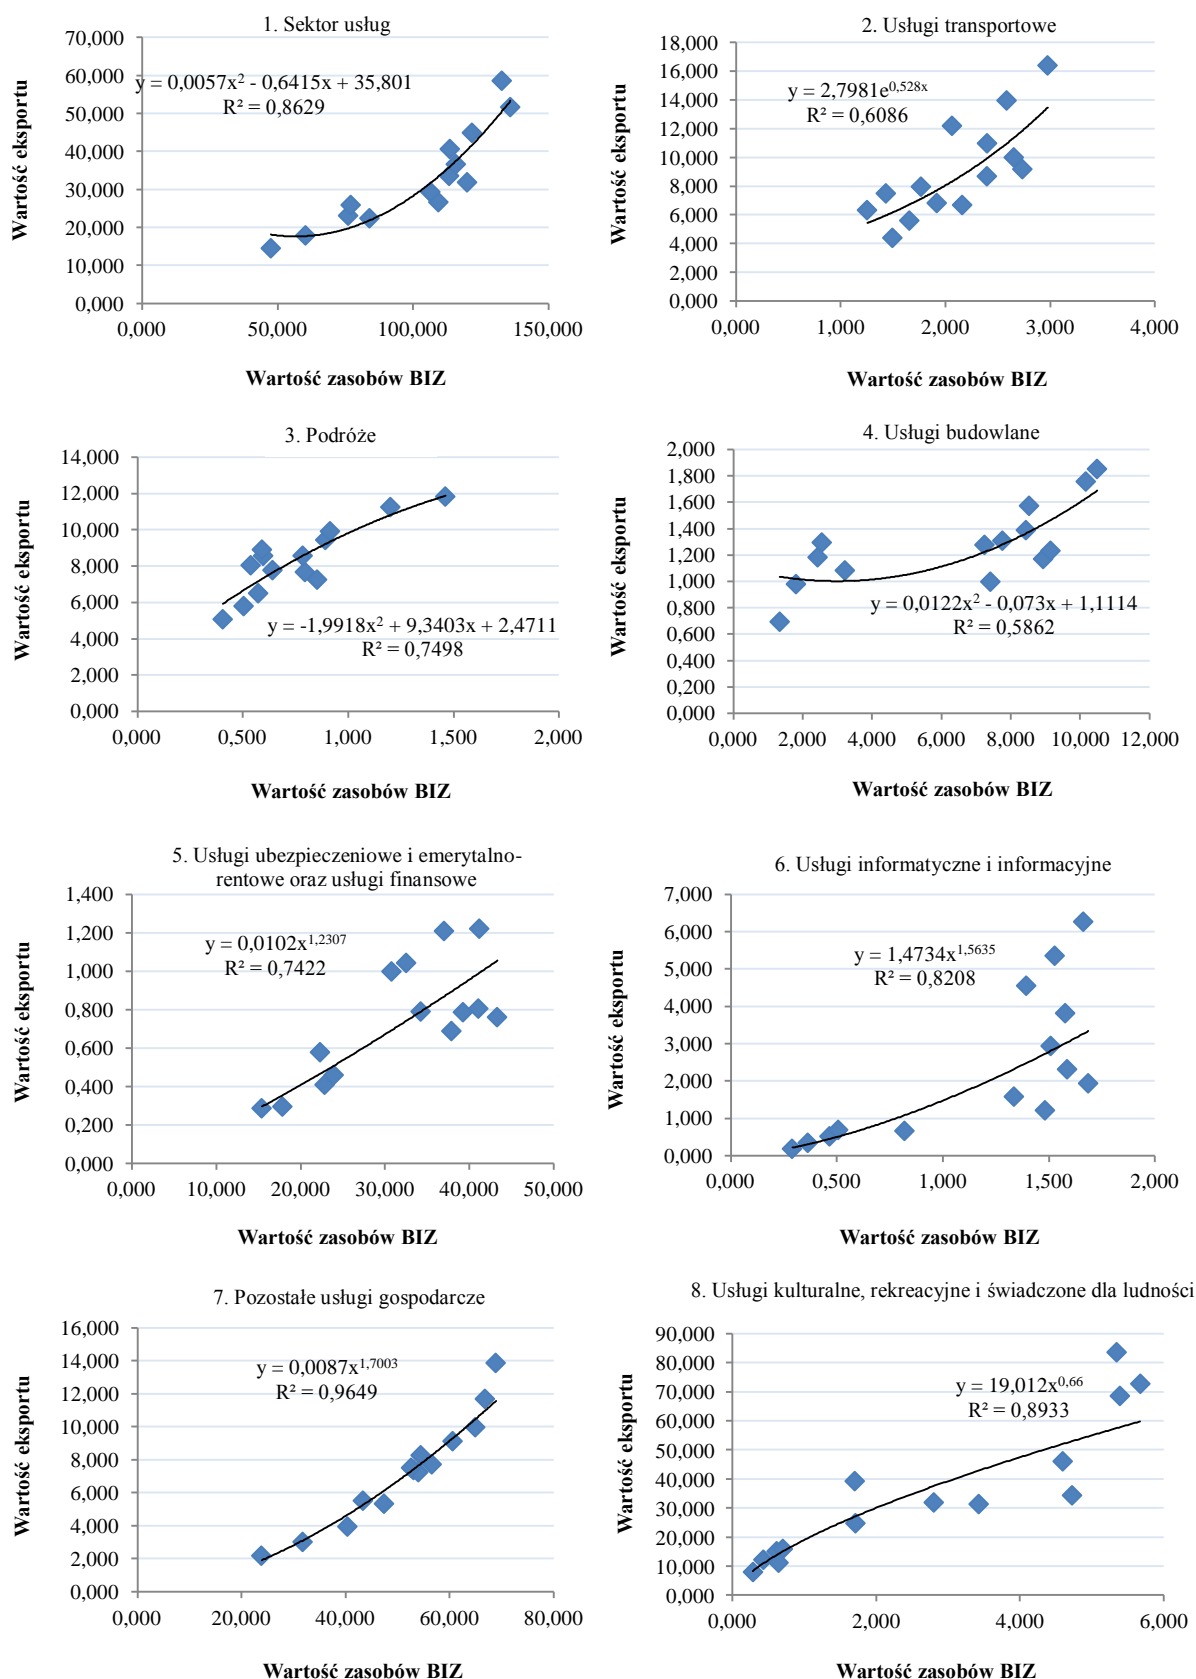 1. Sektor usług
70,000
60,000
50,000
40,000
30,000
20,000
10,000
0,000
y = 0,0057x² - 0,6415x + 35,801
R² = 0,8629
0,000 50,000 100,000 150,000
Wartość eksportu
Wartość zasobów BIZ
2. Usługi transportowe
18,000
16,000
14,000
12,000
10,000
8,000
6,000
4,000
2,000
0,000
y = 2,7981e^0,528x
R² = 0,6086
0,000 1,000 2,000 3,000 4,000
Wartość eksportu
Wartość zasobów BIZ
3. Podróże
14,000
12,000
10,000
8,000
6,000
4,000
2,000
0,000
y = -1,9918x² + 9,3403x + 2,4711
R² = 0,7498
0,000 0,500 1,000 1,500 2,000
Wartość eksportu
Wartość zasobów BIZ
4. Usługi budowlane
2,000
1,800
1,600
1,400
1,200
1,000
0,800
0,600
0,400
0,200
0,000
y = 0,0122x² - 0,073x + 1,1114
R² = 0,5862
0,000 2,000 4,000 6,000 8,000 10,000 12,000
Wartość eksportu
Wartość zasobów BIZ
5. Usługi ubezpieczeniowe i emerytalno-
rentowe oraz usługi finansowe
1,400
1,200
1,000
0,800
0,600
0,400
0,200
0,000
y = 0,0102x^1,2307
R² = 0,7422
0,000 10,000 20,000 30,000 40,000 50,000
Wartość eksportu
Wartość zasobów BIZ
6. Usługi informatyczne i informacyjne
7,000
6,000
5,000
4,000
3,000
2,000
1,000
0,000
y = 1,4734x^1,5635
R² = 0,8208
0,000 0,500 1,000 1,500 2,000
Wartość eksportu
Wartość zasobów BIZ
7. Pozostałe usługi gospodarcze
16,000
14,000
12,000
10,000
8,000
6,000
4,000
2,000
0,000
y = 0,0087x^1,7003
R² = 0,9649
0,000 20,000 40,000 60,000 80,000
Wartość eksportu
Wartość zasobów BIZ
8. Usługi kulturalne, rekreacyjne i świadczone dla ludności
90,000
80,000
70,000
60,000
50,000
40,000
30,000
20,000
10,000
0,000
y = 19,012x^0,66
R² = 0,8933
0,000 2,000 4,000 6,000
Wartość eksportu
Wartość zasobów BIZ